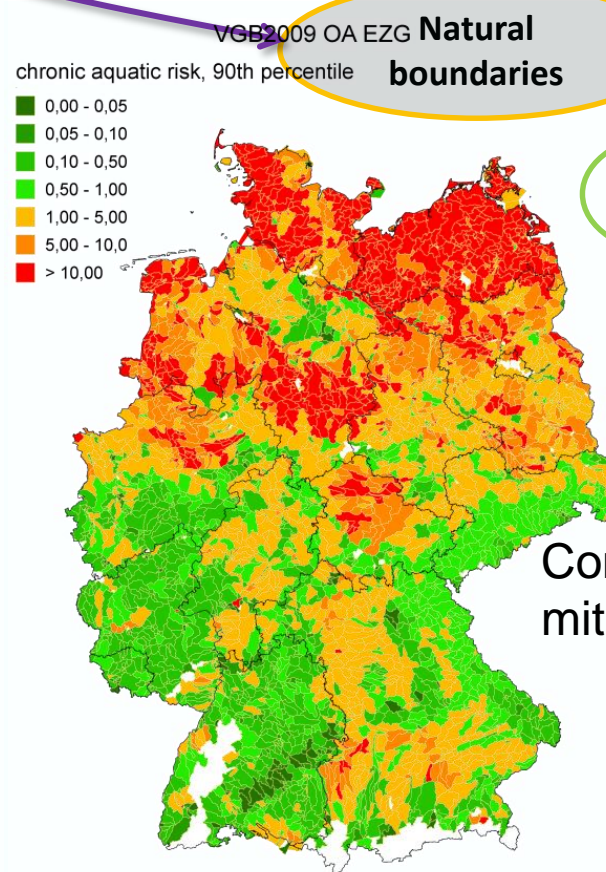 VGB2009 OA EZG
Natural
boundaries
chronic aquatic risk, 90th percentile
0,00 - 0,05
0,05 - 0,10
0,10 - 0,50
0,50 - 1,00
1,00 - 5,00
5,00 - 10,0
> 10,00
mit